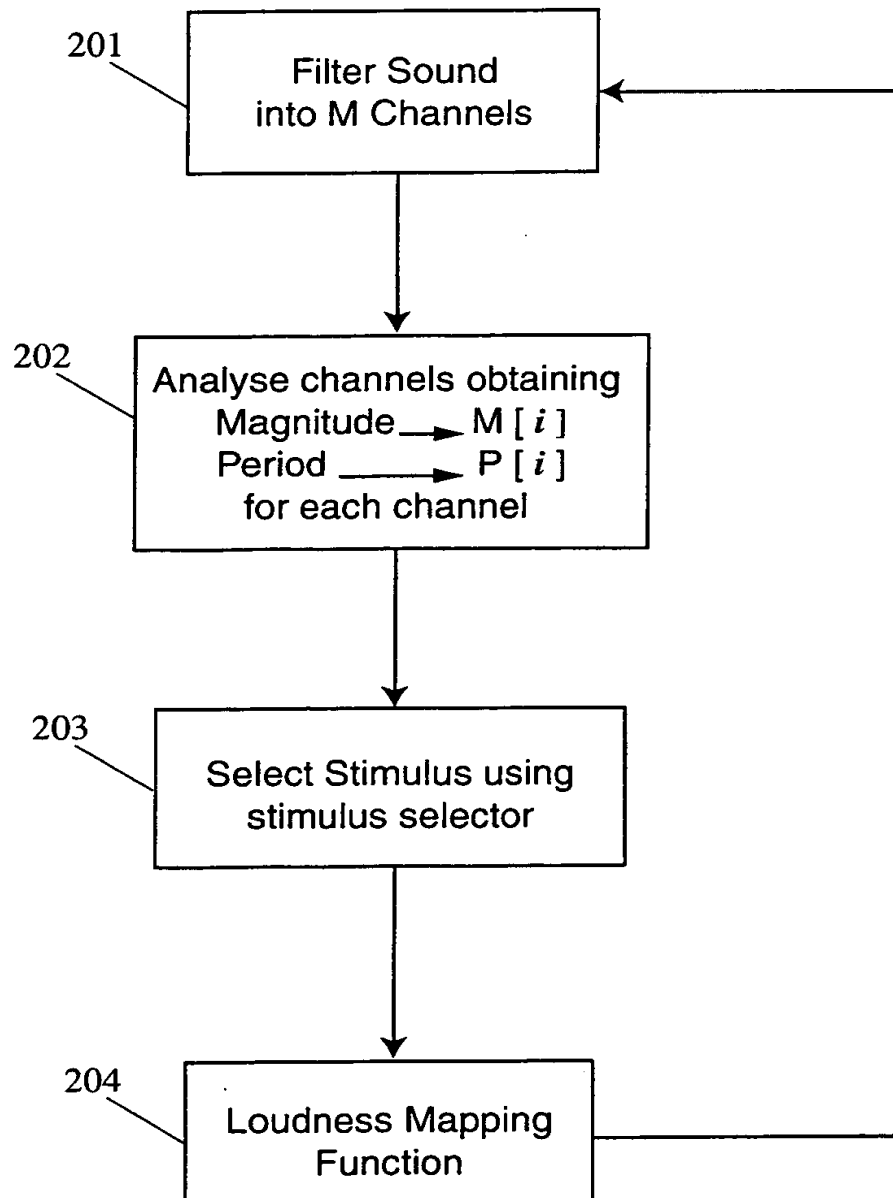 201
Filter Sound
into M Channels
202
Analyse channels obtaining
Magnitude M [ i ]
Period P [ i ]
for each channel
203
Select Stimulus using
stimulus selector
204
Loudness Mapping
Function